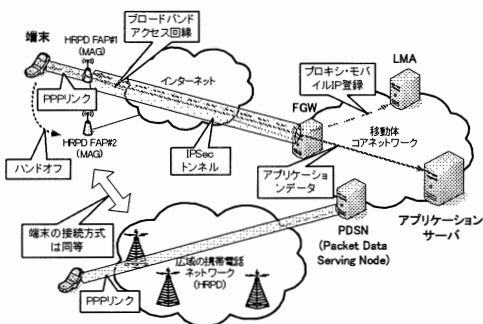 端末
HRPD FAP#1
(MAG)
ブロードバンド
アクセス回線
インターネット
プロキシ・モバ
イルIP登録
LMA
PPPリンク
FGW
HRPD FAP#2
(MAG)
ハンドオフ
IPSec
トンネル
移動体
コアネットワーク
アプリケーション
データ
端末の接続方式
は同等
PDSN
(Packet Data
Serving Node)
アプリケーション
サーバ
広域の携帯電話
ネットワーク
(HRPD)
PPPリンク